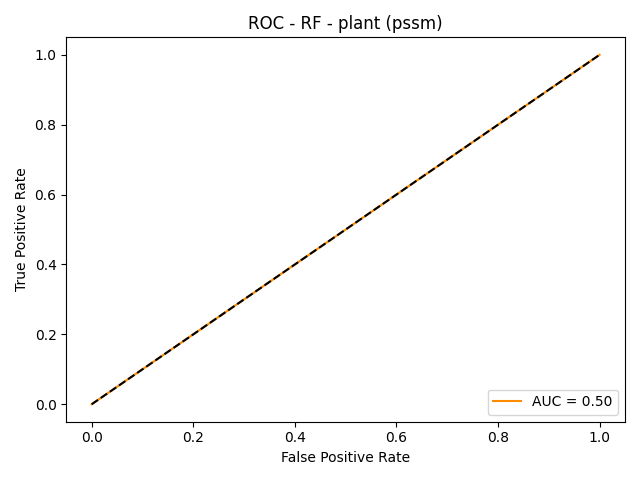 ROC - RF - plant (pssm)
True Positive Rate
1.0
0.8
0.6
0.4
0.2
0.0
AUC = 0.50
0.0 0.2 0.4 0.6 0.8 1.0
False Positive Rate